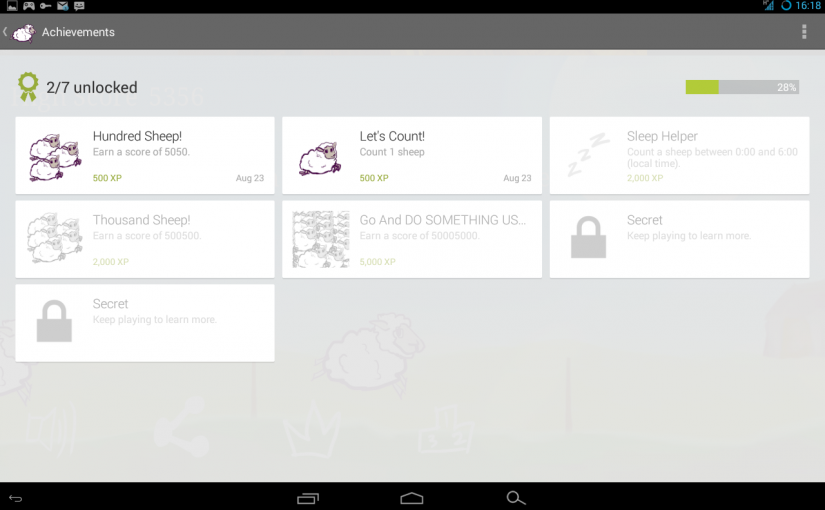 16:18
Achievements
2/7 unlocked
28%
Hundred Sheep!
Earn a score of 5050.
500 XP
Aug 23
Let's Count!
Count 1 sheep
500 XP
Aug 23
Sleep Helper
Count a sheep between 0:00 and 6:00
(local time).
2,000 XP
Thousand Sheep!
Earn a score of 500500.
2,000 XP
Go And DO SOMETHING US...
Earn a score of 50005000.
5,000 XP
Secret
Keep playing to learn more.
Secret
Keep playing to learn more.